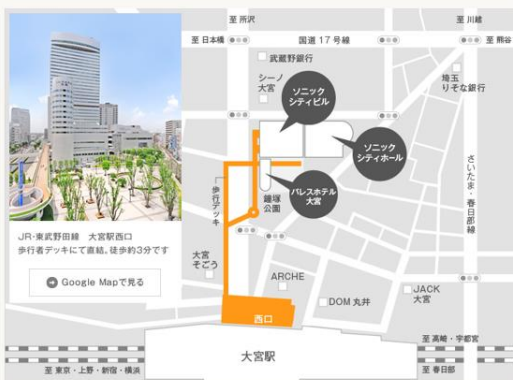 至 所沢
至 川越
至 日本橋
国道17号線
至 熊谷
武蔵野銀行
シーノ
大宮
ソニック
シティビル
埼玉
りそな銀行
ソニック
シティホール
さいたま・春日部線
パレスホテル
大宮
歩行デッキ
鐘塚
公園
JR・東武野田線 大宮駅西口
歩行者デッキにて直結。徒歩約3分です
Google Mapで見る
大宮
そごう
ARCHE
DOM 丸井
JACK
大宮
西口
大宮駅
至 高崎・宇都宮
至 東京・上野・新宿・横浜
至 春日部